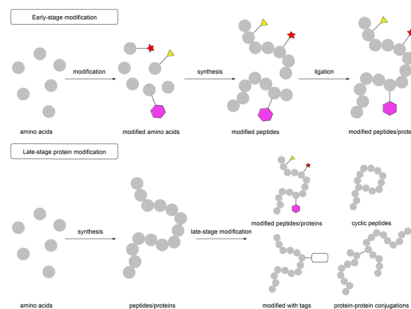 Early-stage modification
modification
synthesis
ligation
amino acids
modified amino acids
modified peptides
modified peptides/prote
Late-stage protein modification
synthesis
late-stage modification
modified peptides/proteins
cyclic peptides
amino acids
peptides/proteins
modified with tags
protein-protein conjugations